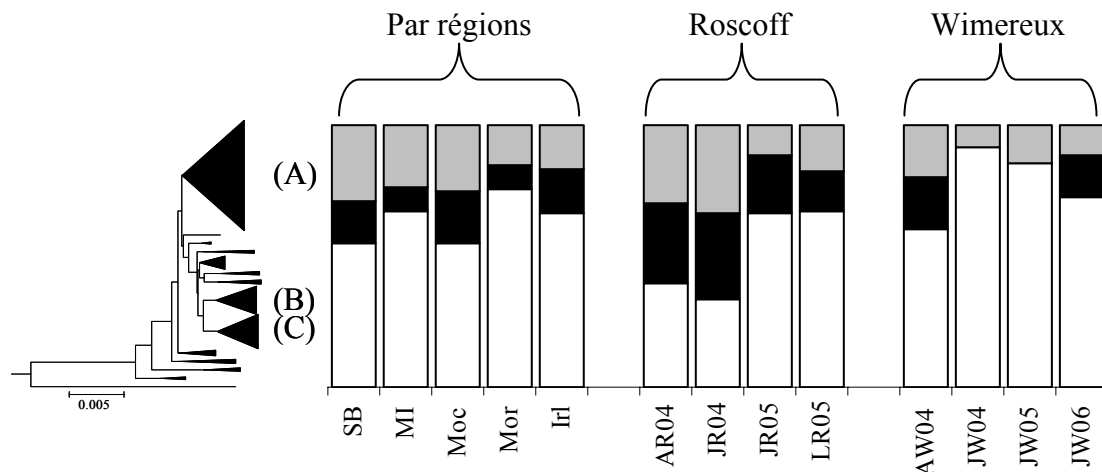 Par régions Roscoff Wimereux
(A)
(B)
(C)
0.005
SB MI Moc Mor Irl AR04 JR04 JR05 LR05 AW04 JW04 JW05 JW06